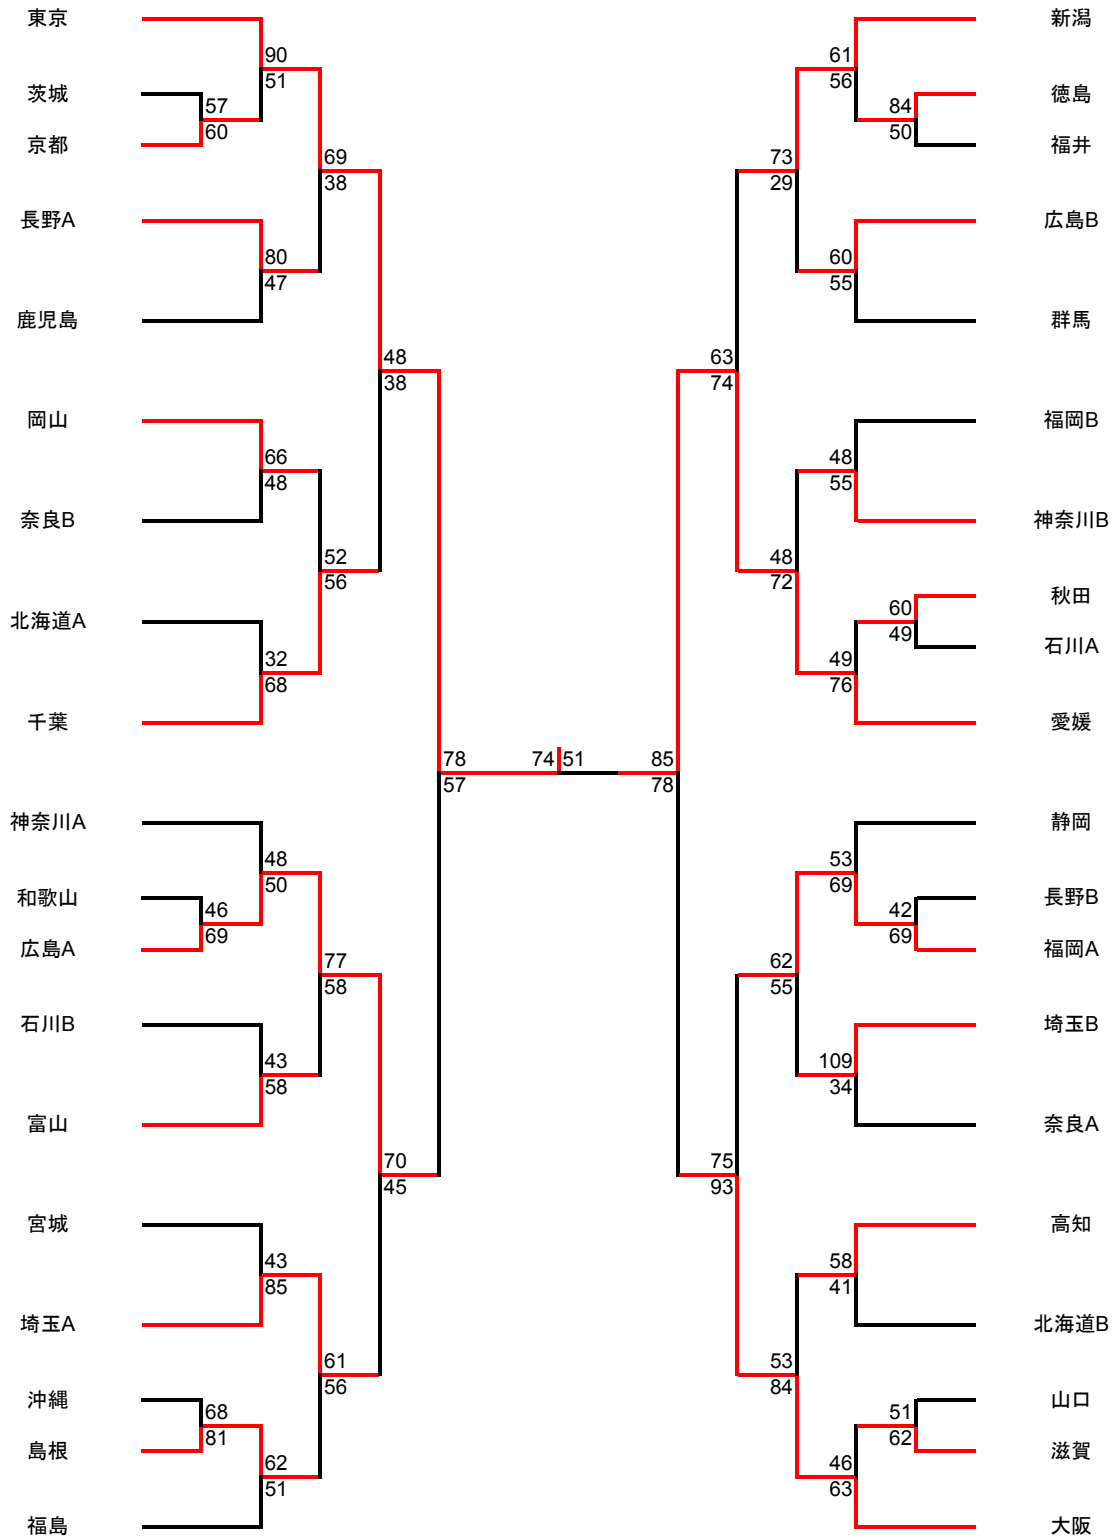 東京
新潟
90
61
51
56
茨城
徳島
57
84
60
50
京都
福井
69
73
38
29
長野A
広島B
80
60
47
55
鹿児島
群馬
48
63
38
74
岡山
福岡B
66
48
48
55
奈良B
神奈川B
52
48
56
72
秋田
60
北海道A
49
石川A
32
49
68
76
千葉
愛媛
78
74
51
85
57
78
神奈川A
静岡
48
53
50
69
和歌山
長野B
46
42
69
69
広島A
福岡A
77
62
58
55
石川B
埼玉B
43
109
58
34
富山
奈良A
70
75
45
93
宮城
高知
43
58
85
41
埼玉A
北海道B
61
53
56
84
沖縄
山口
68
51
81
62
島根
滋賀
62
46
51
63
福島
大阪